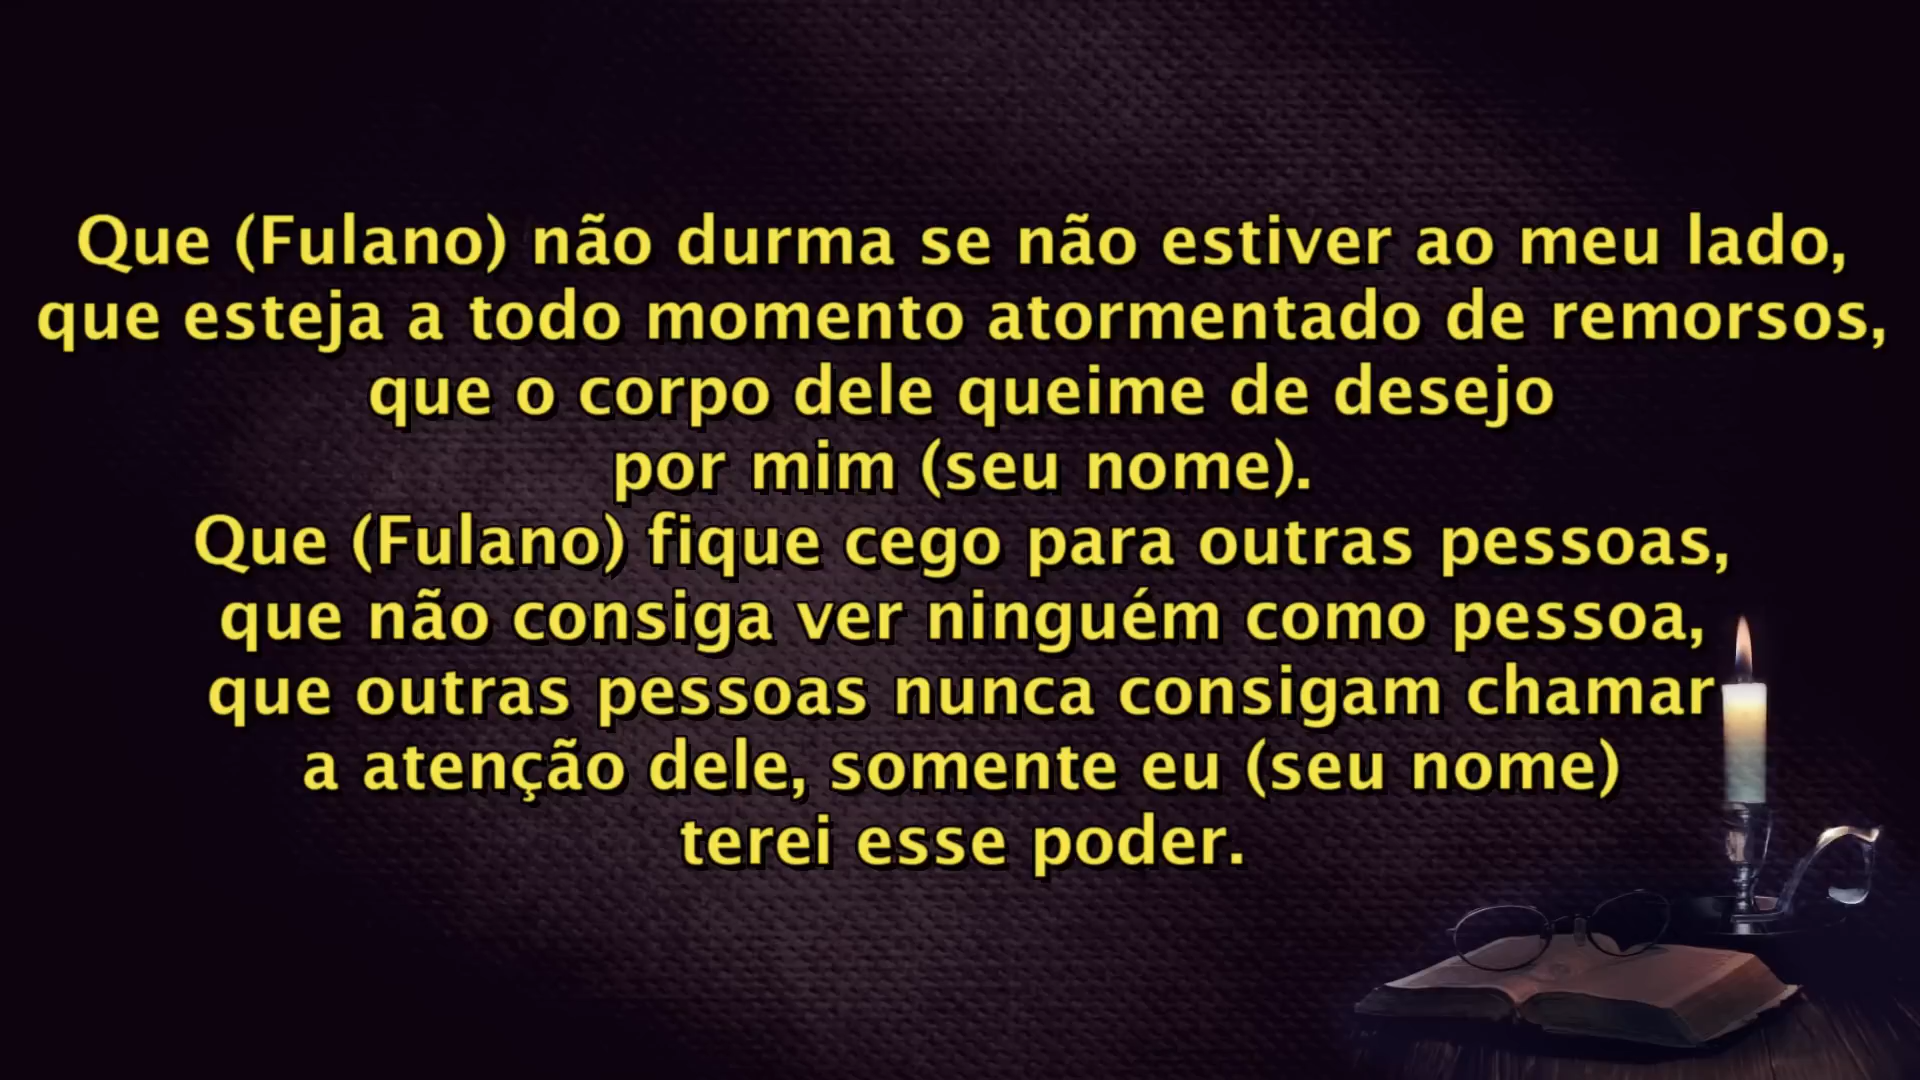 Que (Fulano) não durma se não estiver ao meu lado,
que esteja a todo momento atormentado de remorsos,
que o corpo dele queime de desejo
por mim (seu nome).
Que (Fulano) fique cego para outras pessoas,
que não consiga ver ninguém como pessoa,
que outras pessoas nunca consigam chamar
a atenção dele, somente eu (seu nome)
terei esse poder.